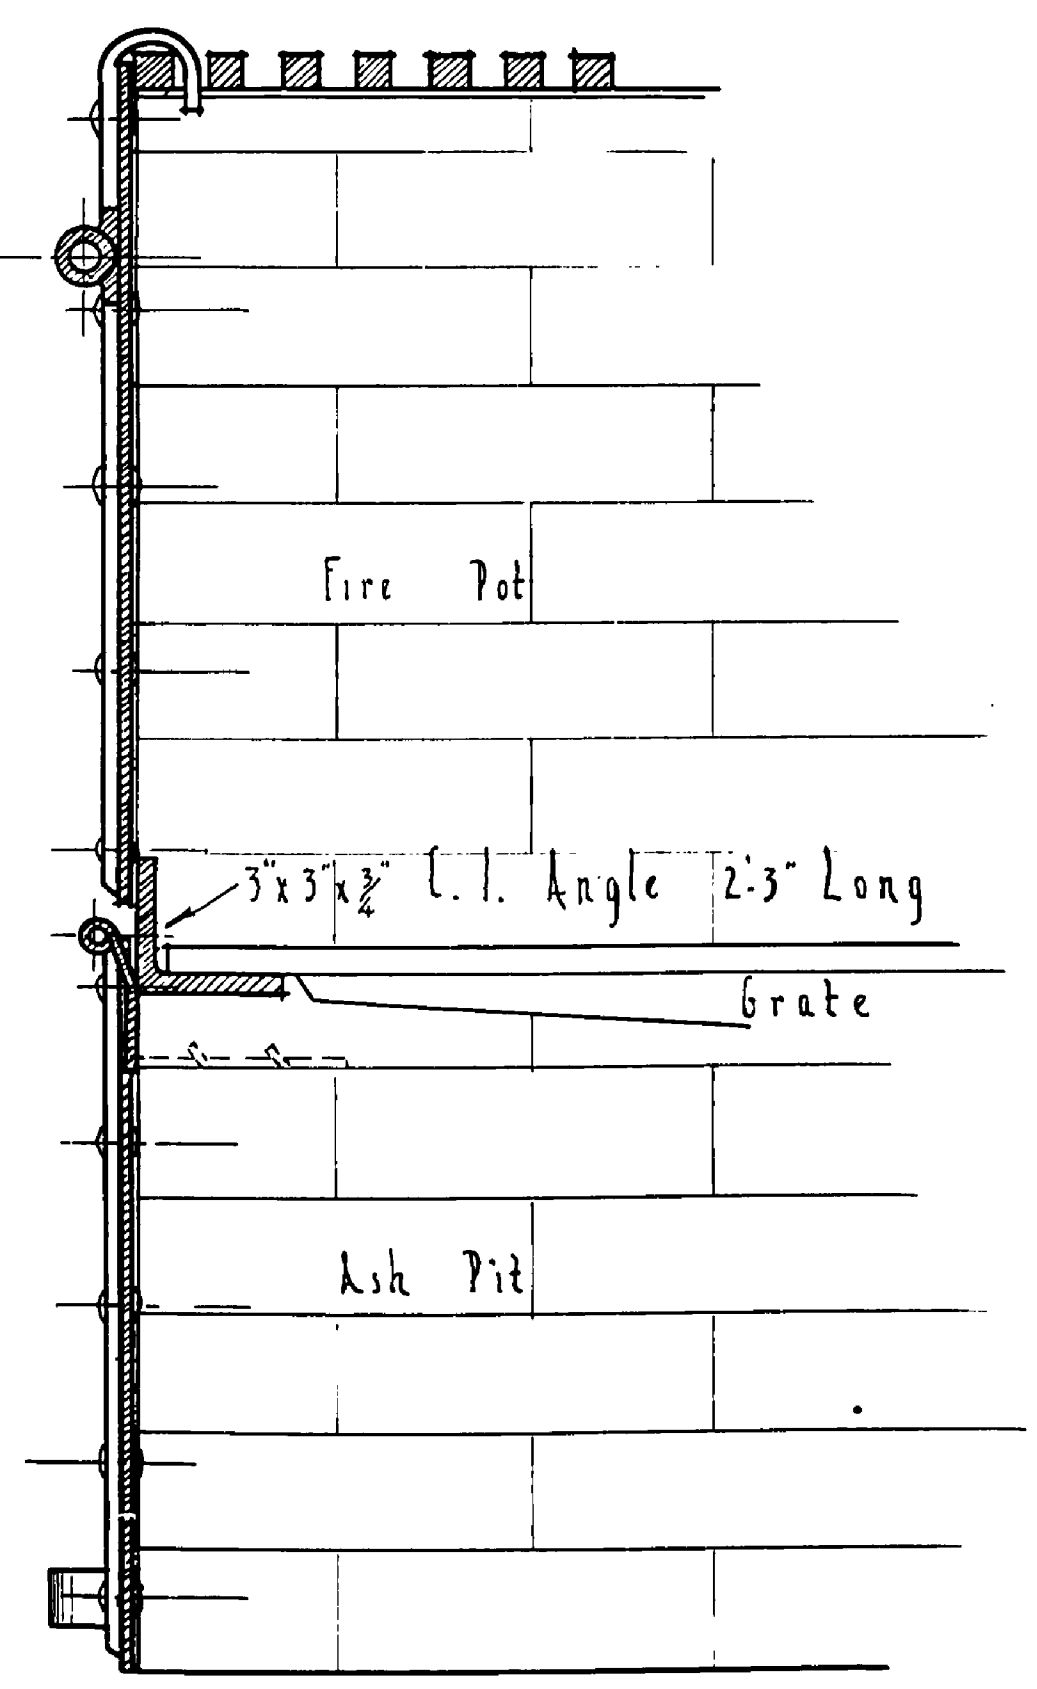 Fire Pot
3" x 3" x 3/4" C. I. Angle 2'-3" Long
Grate
Ash Pit